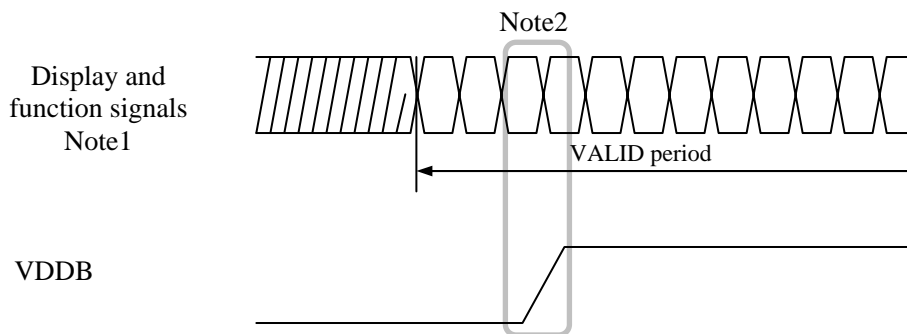 Note2
Display and
function signals
Note1
VALID period
VDDB